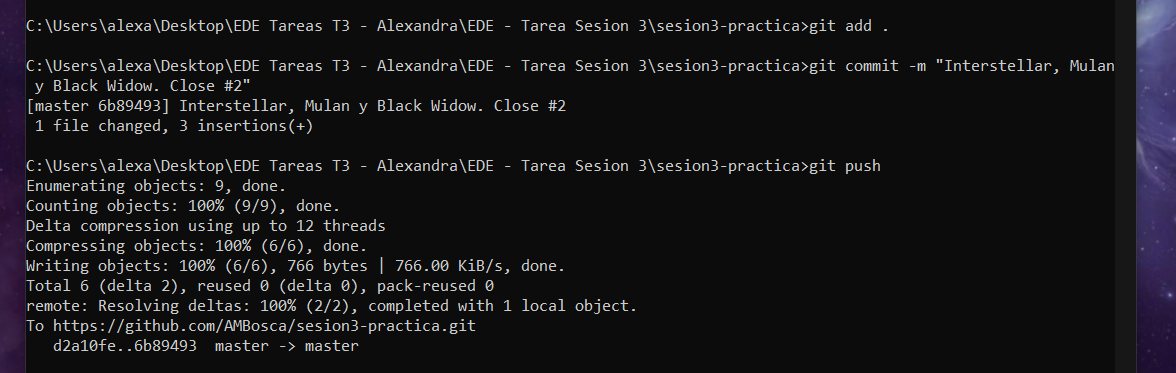 C:\Users\alexa\Desktop\EDE Tareas T3 - Alexandra\EDE - Tarea Sesion 3\sesion3-practica>git add .
C:\Users\alexa\Desktop\EDE Tareas T3 - Alexandra\EDE - Tarea Sesion 3\sesion3-practica>git commit -m "Interstellar, Mulan
y Black Widow. Close #2"
[master 6b89493] Interstellar, Mulan y Black Widow. Close #2
1 file changed, 3 insertions(+)
C:\Users\alexa\Desktop\EDE Tareas T3 - Alexandra\EDE - Tarea Sesion 3\sesion3-practica>git push
Enumerating objects: 9, done.
Counting objects: 100% (9/9), done.
Delta compression using up to 12 threads
Compressing objects: 100% (6/6), done.
Writing objects: 100% (6/6), 766 bytes | 766.00 KiB/s, done.
Total 6 (delta 2), reused 0 (delta 0), pack-reused 0
remote: Resolving deltas: 100% (2/2), completed with 1 local object.
To https://github.com/AMBosca/sesion3-practica.git
d2a10fe..6b89493  master -> master